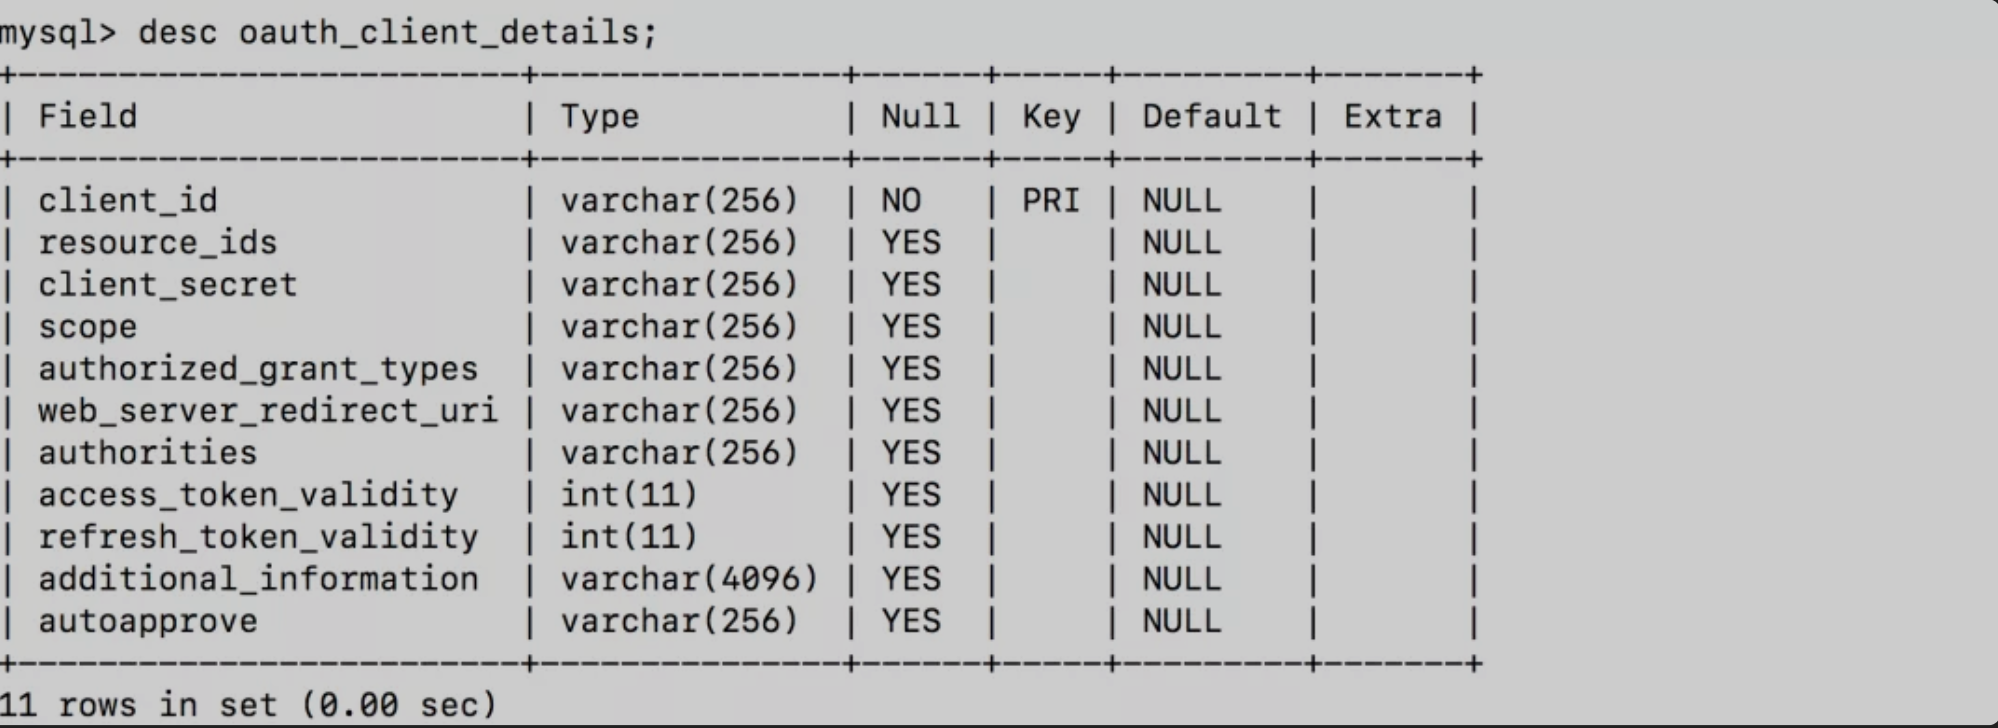 mysql> desc oauth_client_details;
+-------------------------+---------------+------+-----+---------+-------+
| Field                   | Type          | Null | Key | Default | Extra |
+-------------------------+---------------+------+-----+---------+-------+
| client_id               | varchar(256)  | NO   | PRI | NULL    |       |
| resource_ids            | varchar(256)  | YES  |     | NULL    |       |
| client_secret           | varchar(256)  | YES  |     | NULL    |       |
| scope                   | varchar(256)  | YES  |     | NULL    |       |
| authorized_grant_types  | varchar(256)  | YES  |     | NULL    |       |
| web_server_redirect_uri | varchar(256)  | YES  |     | NULL    |       |
| authorities             | varchar(256)  | YES  |     | NULL    |       |
| access_token_validity   | int(11)       | YES  |     | NULL    |       |
| refresh_token_validity  | int(11)       | YES  |     | NULL    |       |
| additional_information  | varchar(4096) | YES  |     | NULL    |       |
| autoapprove             | varchar(256)  | YES  |     | NULL    |       |
+-------------------------+---------------+------+-----+---------+-------+
11 rows in set (0.00 sec)